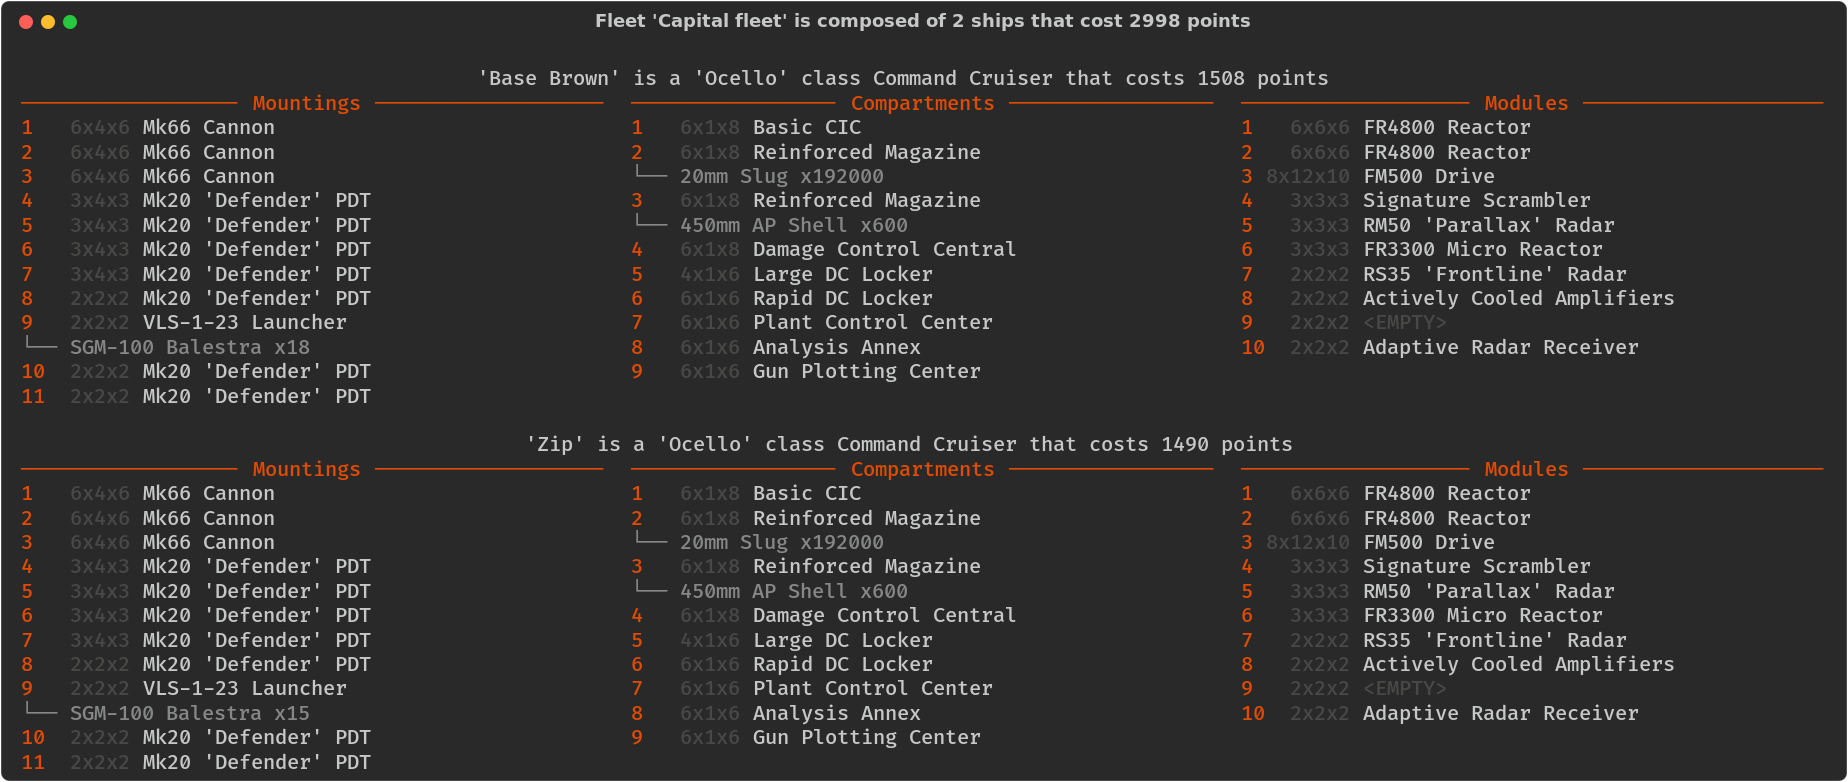 Fleet 'Capital fleet' is composed of 2 ships that cost 2998 points
'Base Brown' is a 'Ocello' class Command Cruiser that costs 1508 points
Mountings Compartments Modules
1 6x4x6 Mk66 Cannon 1 6x1x8 Basic CIC 1 6x6x6 FR4800 Reactor
2 6x4x6 Mk66 Cannon 2 6x1x8 Reinforced Magazine 2 6x6x6 FR4800 Reactor
3 6x4x6 Mk66 Cannon └── 20mm Slug x192000 3 8x12x10 FM500 Drive
4 3x4x3 Mk20 'Defender' PDT 3 6x1x8 Reinforced Magazine 4 3x3x3 Signature Scrambler
5 3x4x3 Mk20 'Defender' PDT └── 450mm AP Shell x600 5 3x3x3 RM50 'Parallax' Radar
6 3x4x3 Mk20 'Defender' PDT 4 6x1x8 Damage Control Central 6 3x3x3 FR3300 Micro Reactor
7 3x4x3 Mk20 'Defender' PDT 5 4x1x6 Large DC Locker 7 2x2x2 RS35 'Frontline' Radar
8 2x2x2 Mk20 'Defender' PDT 6 6x1x6 Rapid DC Locker 8 2x2x2 Actively Cooled Amplifiers
9 2x2x2 VLS-1-23 Launcher 7 6x1x6 Plant Control Center 9 2x2x2 <EMPTY>
└── SGM-100 Balestra x18 8 6x1x6 Analysis Annex 10 2x2x2 Adaptive Radar Receiver
10 2x2x2 Mk20 'Defender' PDT 9 6x1x6 Gun Plotting Center
11 2x2x2 Mk20 'Defender' PDT
'Zip' is a 'Ocello' class Command Cruiser that costs 1490 points
Mountings Compartments Modules
1 6x4x6 Mk66 Cannon 1 6x1x8 Basic CIC 1 6x6x6 FR4800 Reactor
2 6x4x6 Mk66 Cannon 2 6x1x8 Reinforced Magazine 2 6x6x6 FR4800 Reactor
3 6x4x6 Mk66 Cannon └── 20mm Slug x192000 3 8x12x10 FM500 Drive
4 3x4x3 Mk20 'Defender' PDT 3 6x1x8 Reinforced Magazine 4 3x3x3 Signature Scrambler
5 3x4x3 Mk20 'Defender' PDT └── 450mm AP Shell x600 5 3x3x3 RM50 'Parallax' Radar
6 3x4x3 Mk20 'Defender' PDT 4 6x1x8 Damage Control Central 6 3x3x3 FR3300 Micro Reactor
7 3x4x3 Mk20 'Defender' PDT 5 4x1x6 Large DC Locker 7 2x2x2 RS35 'Frontline' Radar
8 2x2x2 Mk20 'Defender' PDT 6 6x1x6 Rapid DC Locker 8 2x2x2 Actively Cooled Amplifiers
9 2x2x2 VLS-1-23 Launcher 7 6x1x6 Plant Control Center 9 2x2x2 <EMPTY>
└── SGM-100 Balestra x15 8 6x1x6 Analysis Annex 10 2x2x2 Adaptive Radar Receiver
10 2x2x2 Mk20 'Defender' PDT 9 6x1x6 Gun Plotting Center
11 2x2x2 Mk20 'Defender' PDT